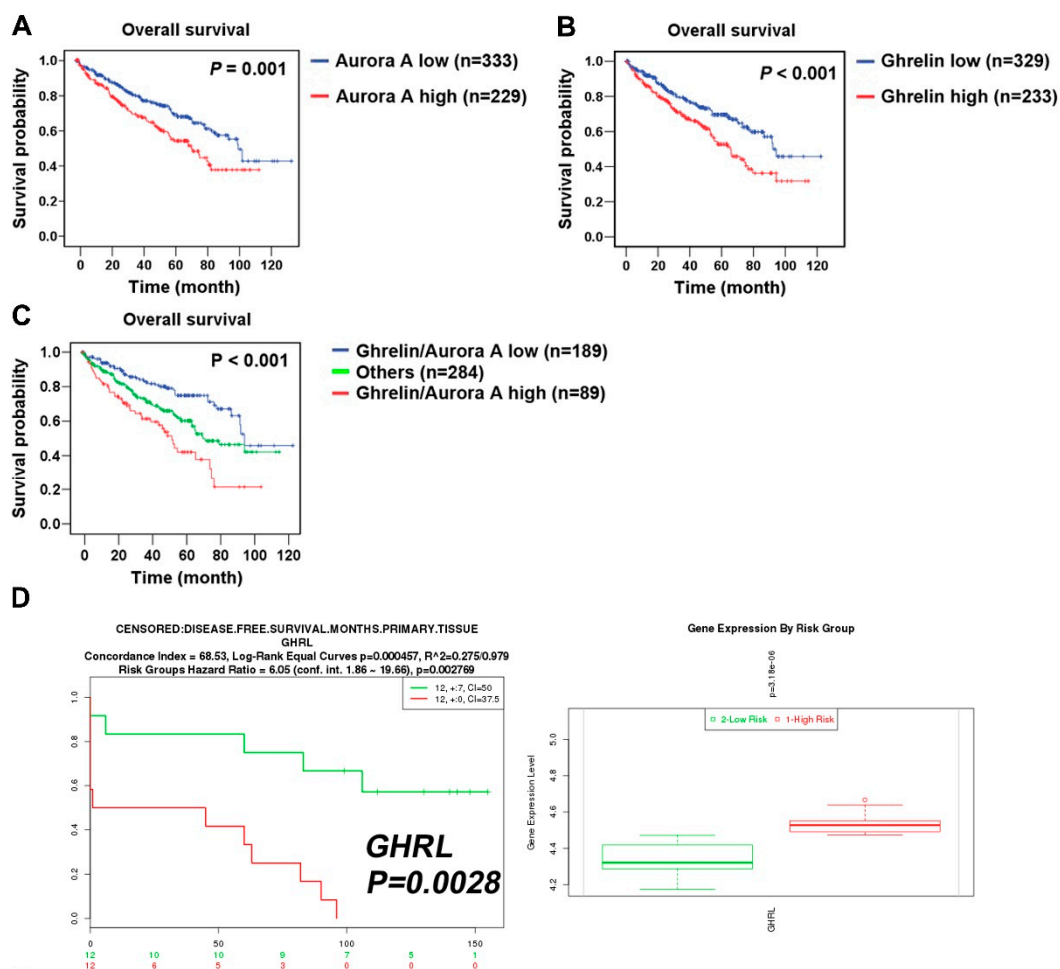 A
Overall survival
P = 0.001
Aurora A low (n=333)
Aurora A high (n=229)
Survival probability
1.0
0.8
0.6
0.4
0.2
0.0
0 20 40 60 80 100 120
Time (month)
B
Overall survival
P < 0.001
Ghrelin low (n=329)
Ghrelin high (n=233)
Survival probability
1.0
0.8
0.6
0.4
0.2
0.0
0 20 40 60 80 100 120
Time (month)
C
Overall survival
P < 0.001
Ghrelin/Aurora A low (n=189)
Others (n=284)
Ghrelin/Aurora A high (n=89)
Survival probability
1.0
0.8
0.6
0.4
0.2
0.0
0 20 40 60 80 100 120
Time (month)
D
CENSORED:DISEASE.FREE.SURVIVAL.MONTHS.PRIMARY.TISSUE
GHRL
Concordance Index = 68.53, Log-Rank Equal Curves p=0.000457, R^2=0.275/0.979
Risk Groups Hazard Ratio = 6.05 (conf. int. 1.86 ~ 19.66), p=0.002769
12, +:7, CI=50
12, +:0, CI=37.5
1.0
0.8
0.6
0.4
0.2
0.0
GHRL
P=0.0028
0 50 100 150
12 10 10 9 7 5 1
12 6 5 3 0 0 0
Gene Expression By Risk Group
p=3.18e-06
2-Low Risk
1-High Risk
Gene Expression Level
5.0
4.8
4.6
4.4
4.2
GHRL